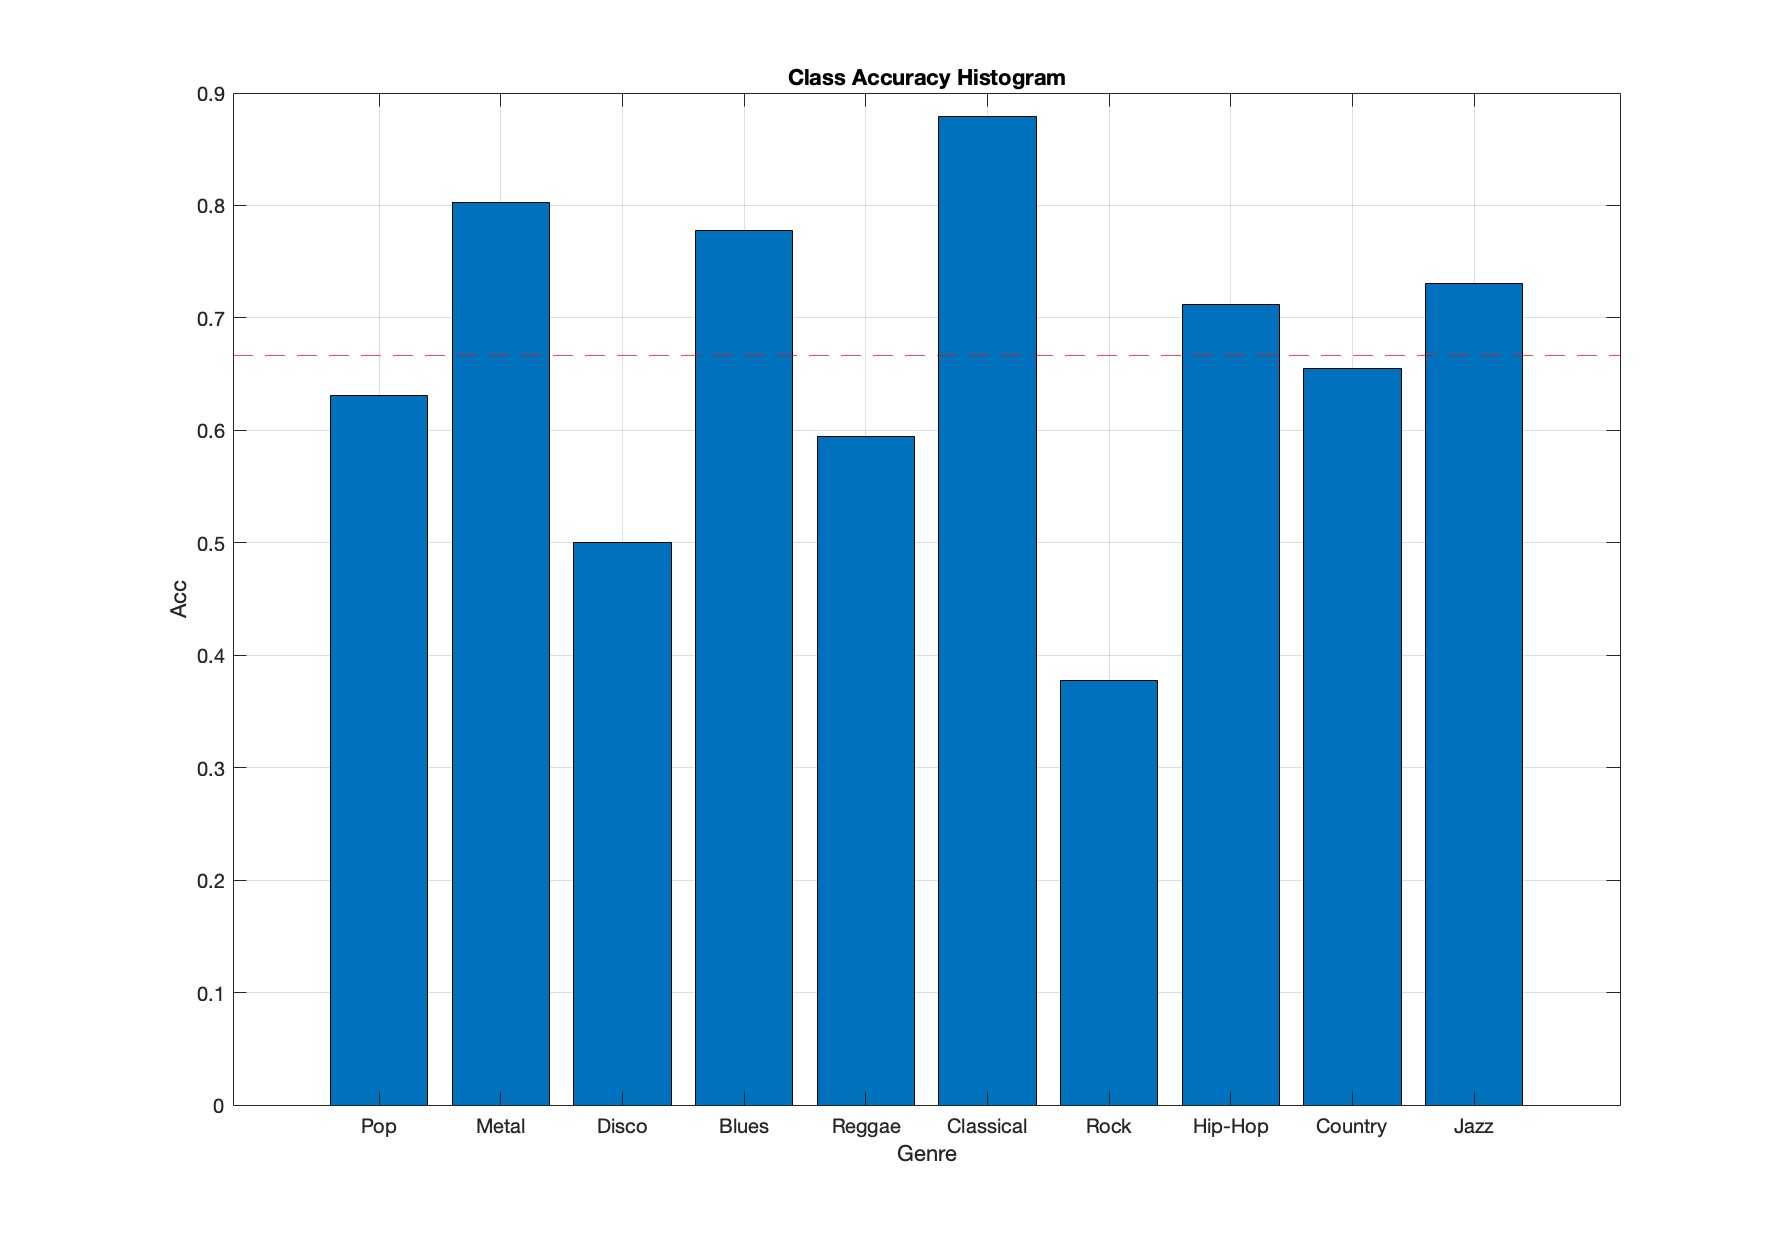 Class Accuracy Histogram
0.9
0.8
0.7
0.6
0.5
0.4
0.3
0.2
0.1
0
Acc
Pop Metal Disco Blues Reggae Classical Rock Hip-Hop Country Jazz
Genre